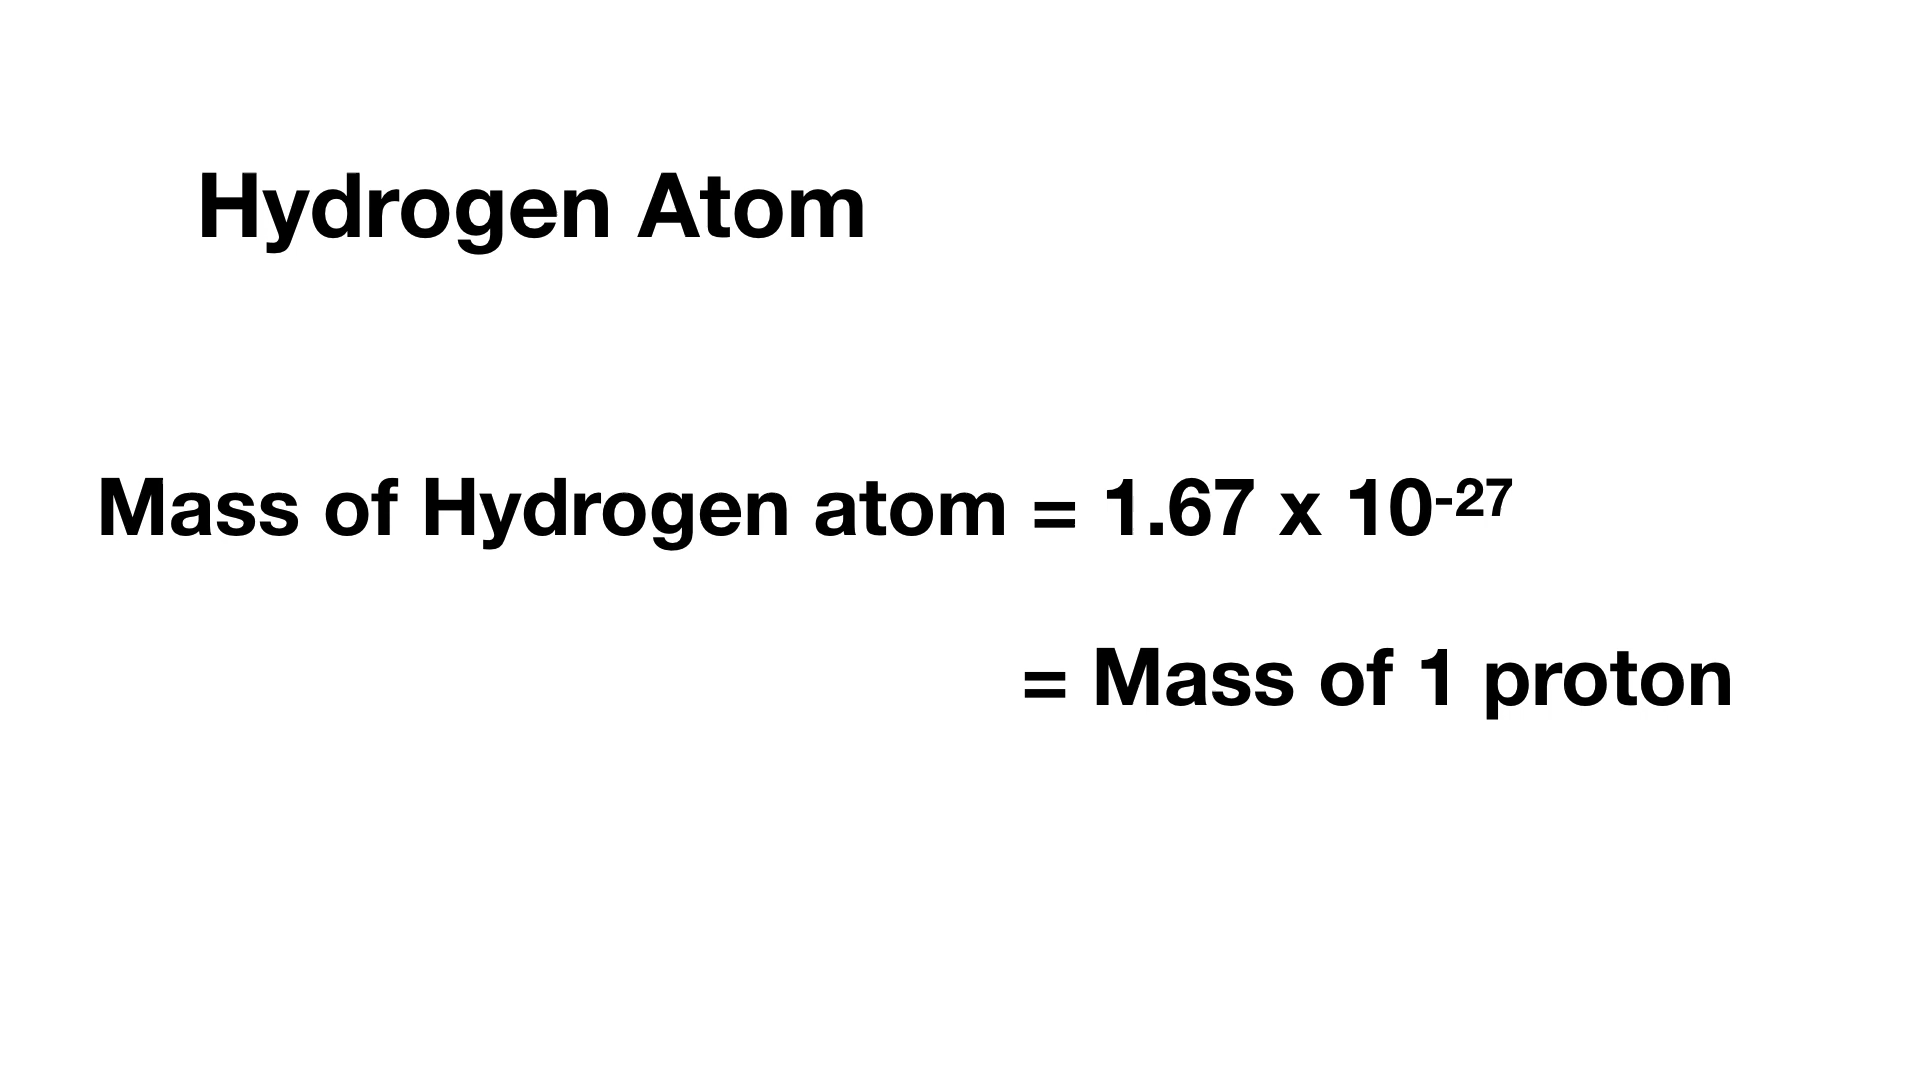 Hydrogen Atom
Mass of Hydrogen atom = 1.67 x 10⁻²⁷
= Mass of 1 proton